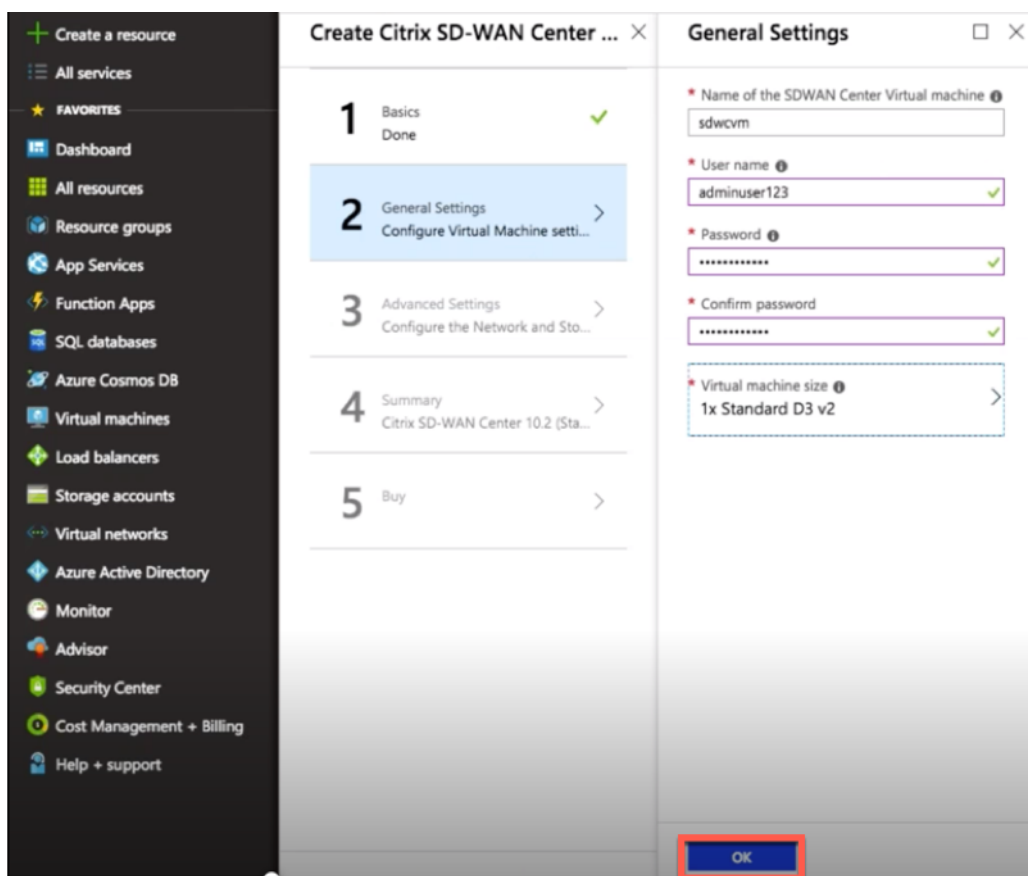 Create a resource
All services
FAVORITES
Dashboard
All resources
Resource groups
App Services
Function Apps
SQL databases
Azure Cosmos DB
Virtual machines
Load balancers
Storage accounts
Virtual networks
Azure Active Directory
Monitor
Advisor
Security Center
Cost Management + Billing
Help + support
Create Citrix SD-WAN Center ...
1
Basics
Done
2
General Settings
Configure Virtual Machine setti...
3
Advanced Settings
Configure the Network and Sto...
4
Summary
Citrix SD-WAN Center 10.2 (Sta...
5
Buy
General Settings
* Name of the SDWAN Center Virtual machine
sdwcvm
* User name
adminuser123
* Password
••••••••••••
* Confirm password
••••••••••••
* Virtual machine size
1x Standard D3 v2
OK